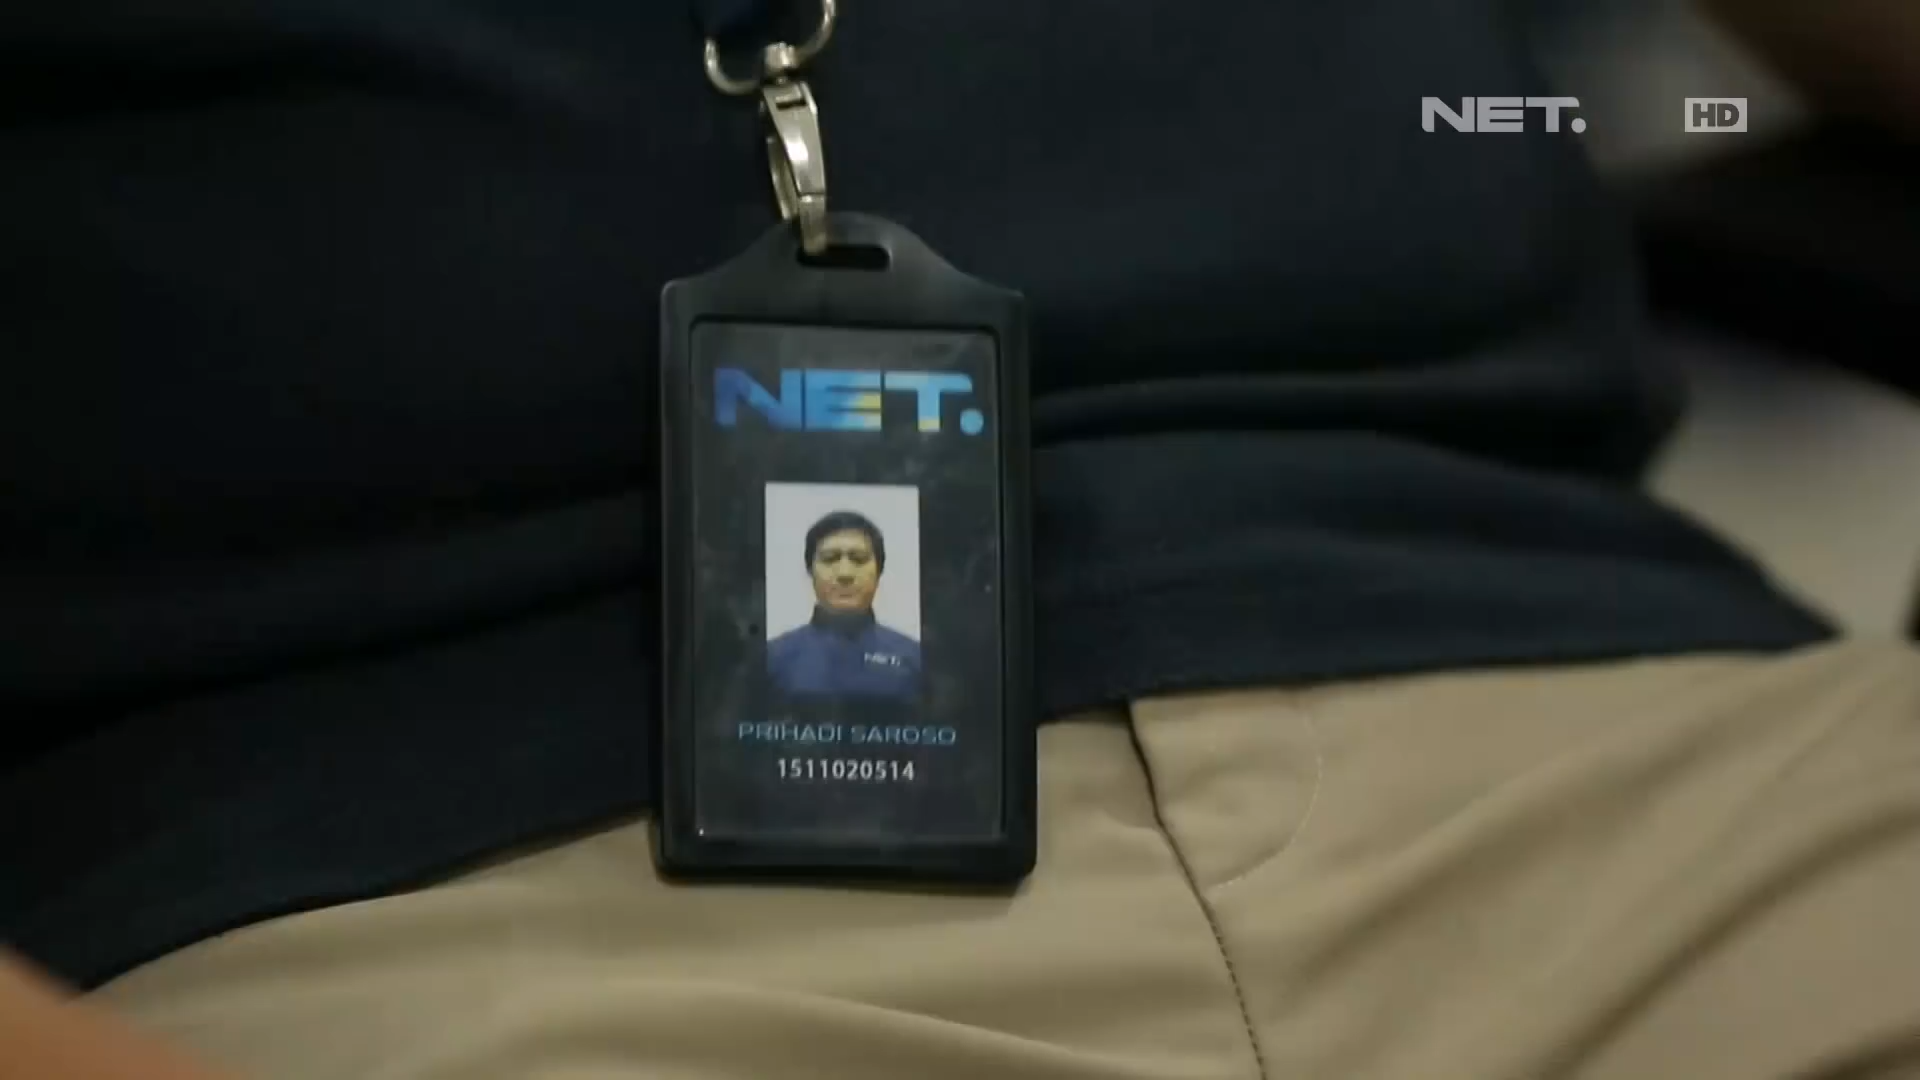 NET. HD
NET.
NET.
PRIHADI SAROSO
1511020514